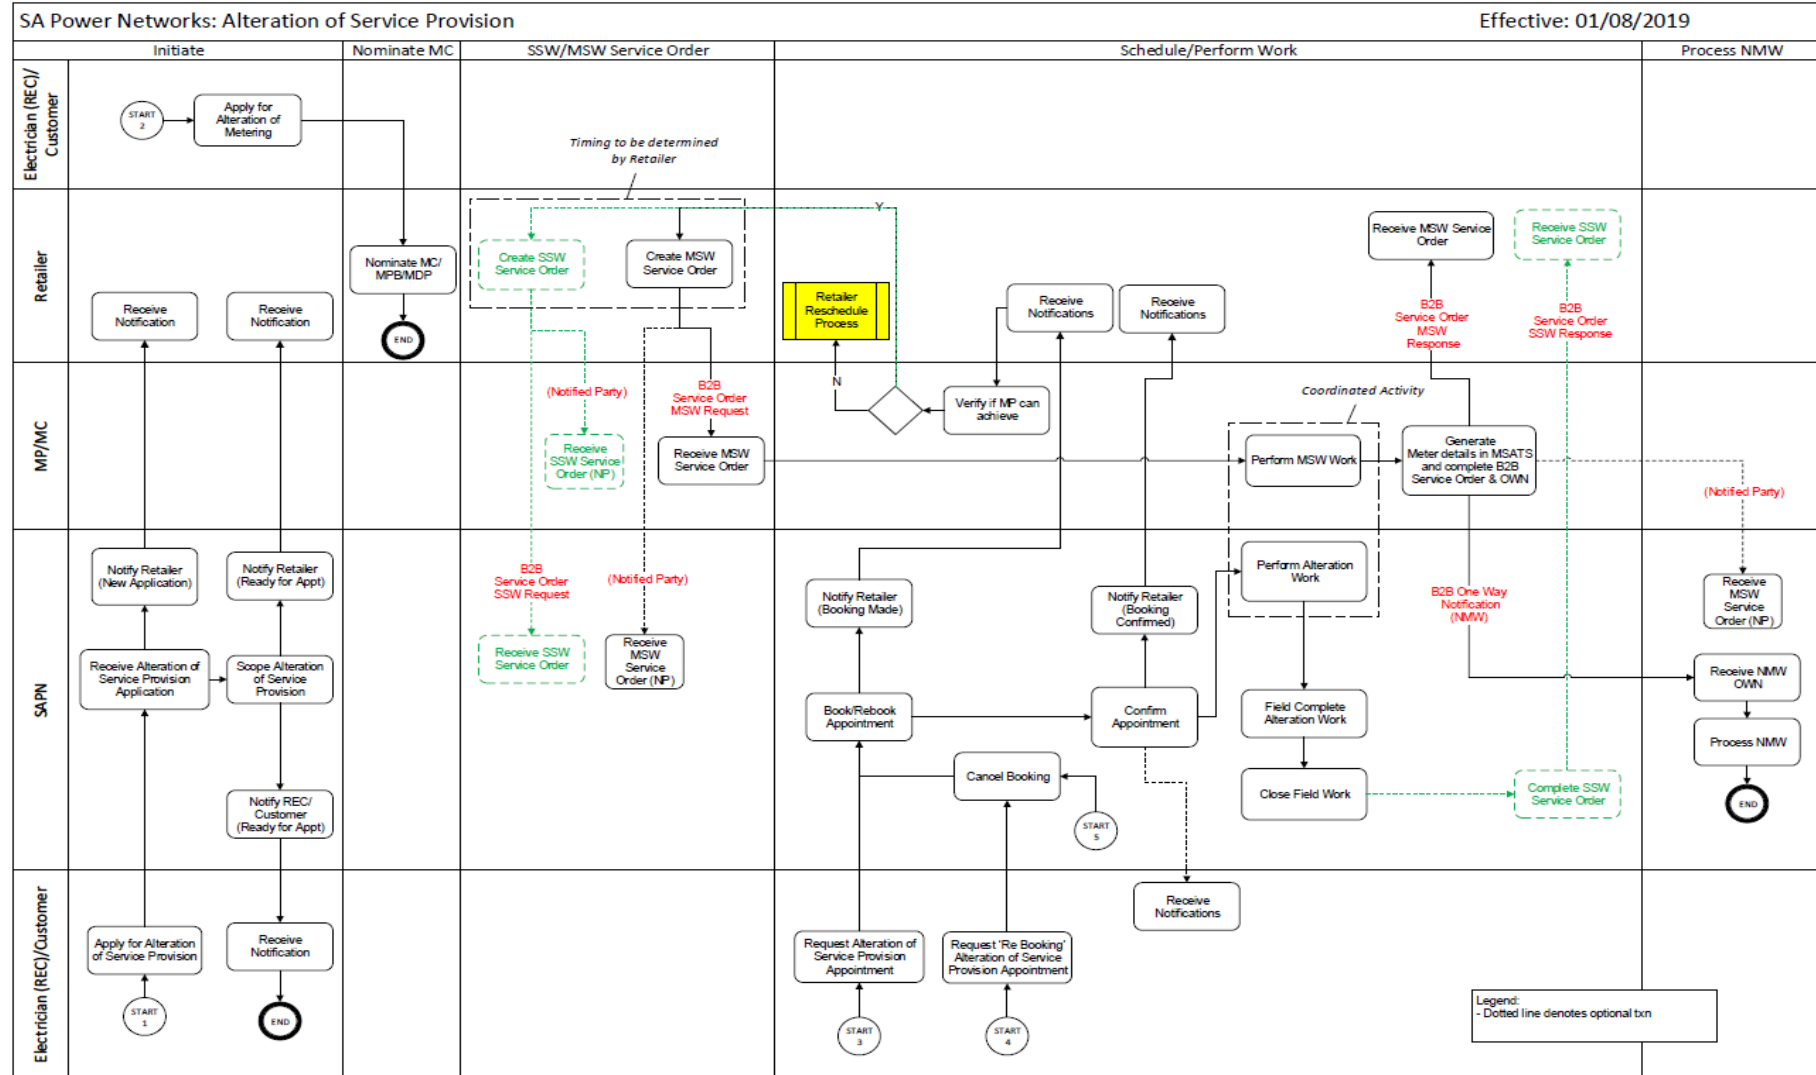 SA Power Networks: Alteration of Service Provision
Effective: 01/08/2019
Initiate
Nominate MC
SSW/MSW Service Order
Schedule/Perform Work
Process NMW
Electrician (REC)/
Customer
START
2
Apply for
Alteration of
Metering
Timing to be determined
by Retailer
Retailer
Receive
Notification
Receive
Notification
Nominate MC/
MPB/MDP
END
Create SSW
Service Order
Create MSW
Service Order
Y
Retailer
Reschedule
Process
Receive
Notifications
Receive
Notifications
Receive MSW Service
Order
Receive SSW
Service Order
B2B
Service Order
MSW
Response
B2B
Service Order
SSW Response
MP/MC
(Notified Party)
B2B
Service Order
MSW Request
Receive
SSW Service
Order (NP)
Receive MSW
Service Order
N
Verify if MP can
achieve
Coordinated Activity
Perform MSW Work
Generate
Meter details in MSATS
and complete B2B
Service Order & OWN
(Notified Party)
SAPN
Notify Retailer
(New Application)
Notify Retailer
(Ready for Appt)
Receive Alteration of
Service Provision
Application
Scope Alteration
of Service
Provision
Notify REC/
Customer
(Ready for Appt)
B2B
Service Order
SSW Request
(Notified Party)
Receive SSW
Service Order
Receive
MSW
Service
Order (NP)
Notify Retailer
(Booking Made)
Notify Retailer
(Booking
Confirmed)
Book/Rebook
Appointment
Confirm
Appointment
Cancel Booking
START
5
Perform Alteration
Work
Field Complete
Alteration Work
Close Field Work
B2B One Way
Notification
(NMW)
Complete SSW
Service Order
Receive
MSW
Service
Order (NP)
Receive NMW
OWN
Process NMW
END
Electrician (REC)/Customer
Apply for Alteration
of Service Provision
START
1
Receive
Notification
END
Request Alteration of
Service Provision
Appointment
START
3
Request 'Re Booking'
Alteration of Service
Provision Appointment
START
4
Receive
Notifications
Legend:
- Dotted line denotes optional txn